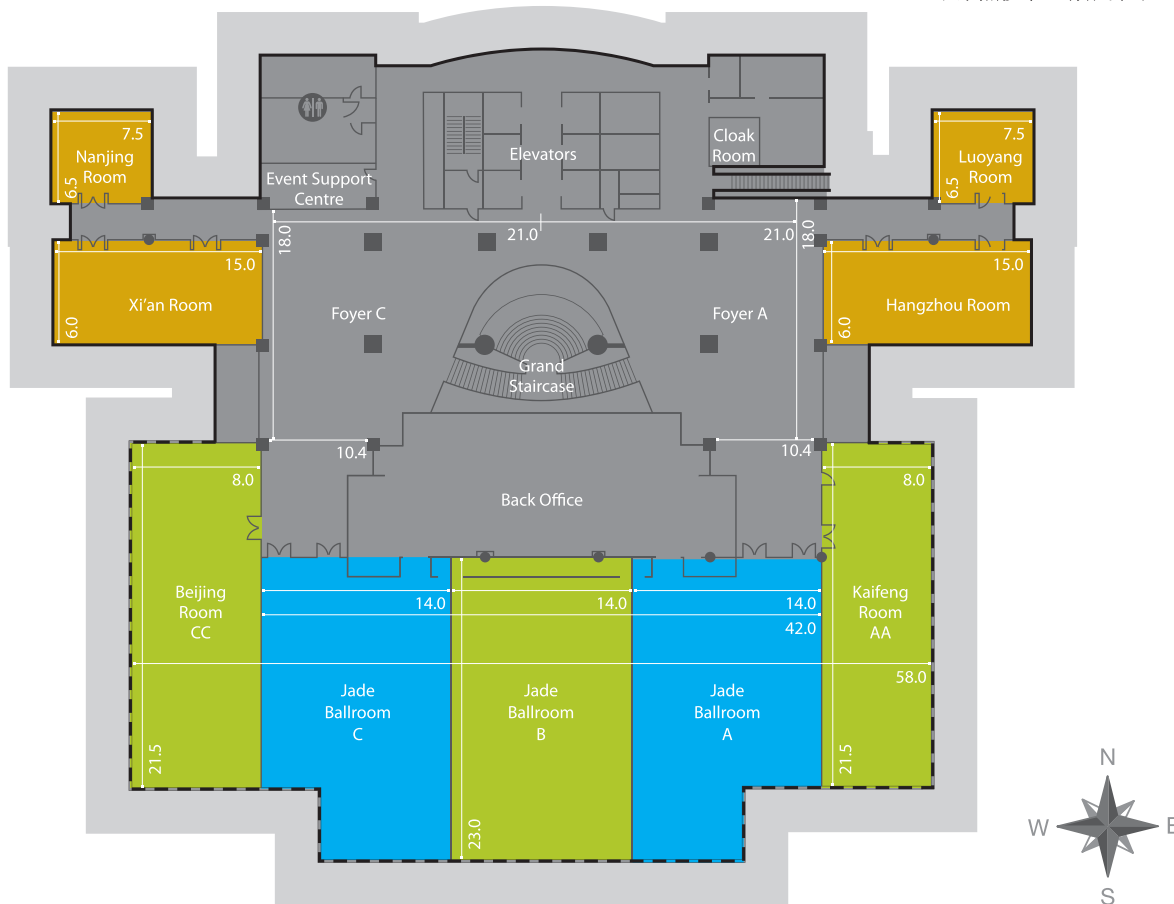 7.5
Nanjing
Room
6.5
Event Support
Centre
Elevators
Cloak
Room
7.5
Luoyang
Room
6.5
18.0
21.0
21.0
18.0
15.0
Xi'an Room
6.0
Foyer C
Foyer A
15.0
Hangzhou Room
6.0
Grand
Staircase
10.4
10.4
8.0
Back Office
8.0
Beijing
Room
CC
Kaifeng
Room
AA
14.0
14.0
14.0
42.0
58.0
Jade
Ballroom
C
Jade
Ballroom
B
Jade
Ballroom
A
21.5
23.0
21.5
N
W
E
S